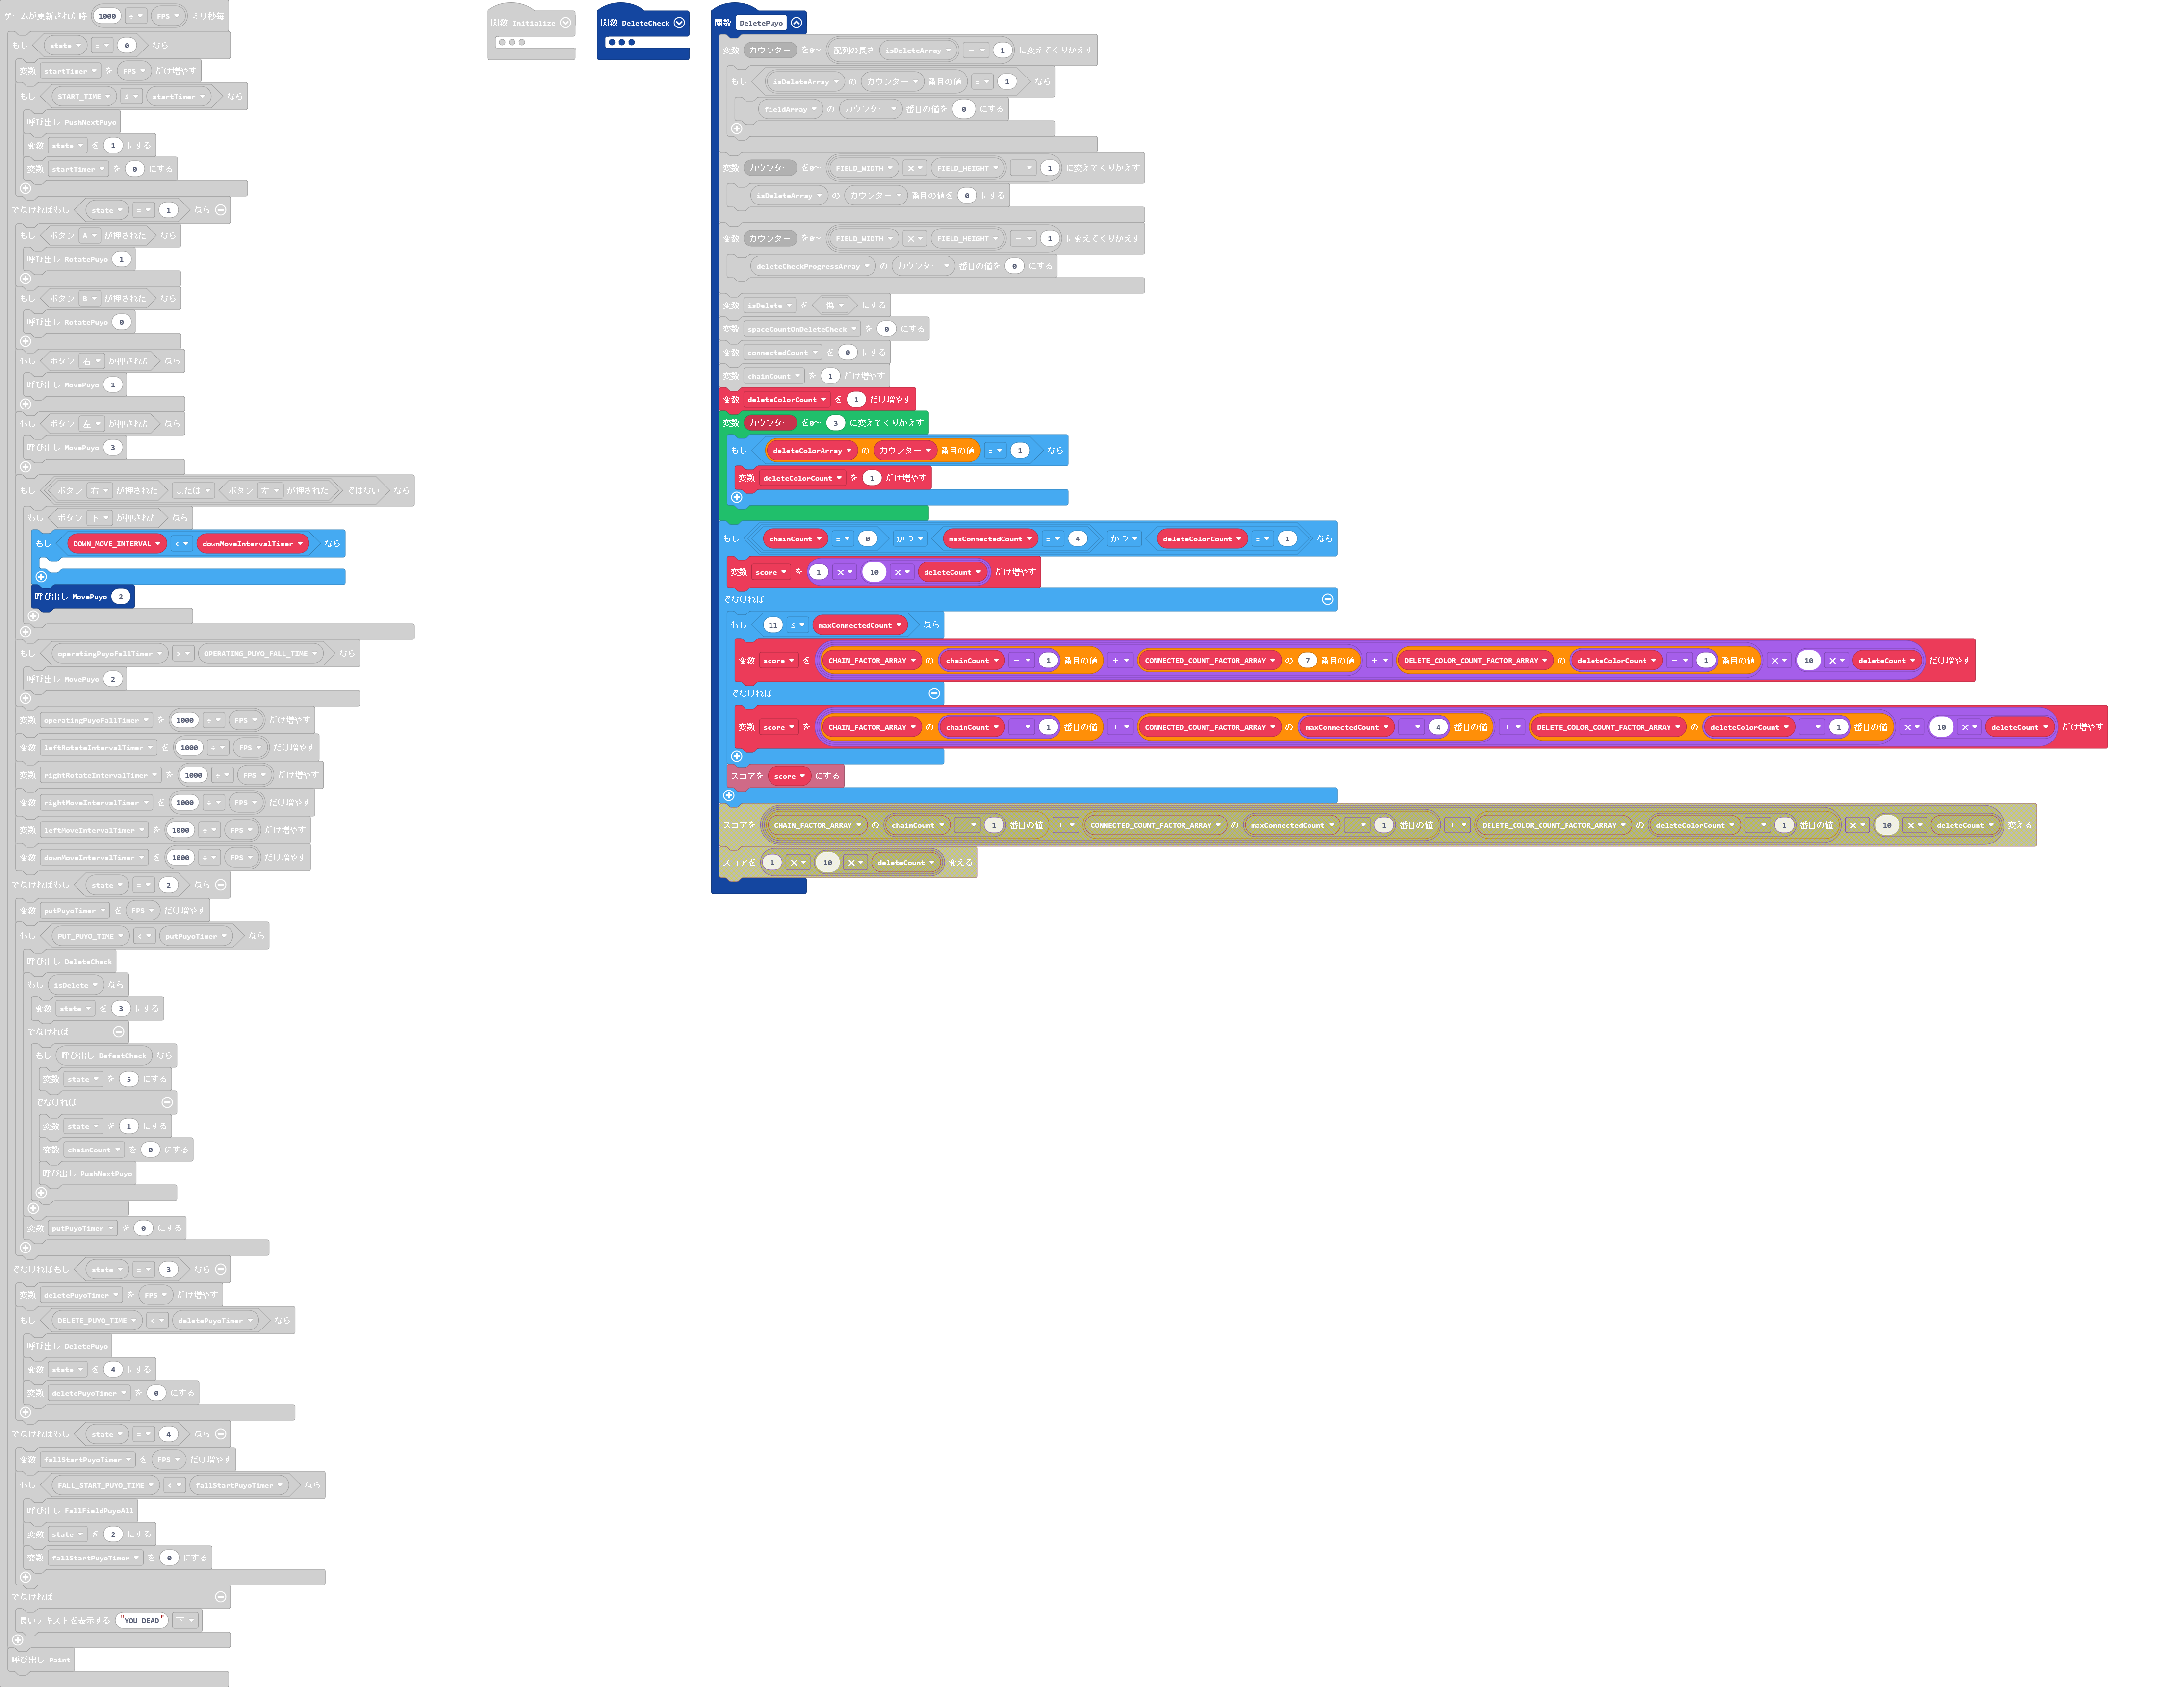 ゲームが更新された時 1000 ÷ FPS ミリ秒毎
もし state = 0 なら
変数 startTimer を FPS だけ増やす
もし START_TIME ≤ startTimer なら
呼び出し PushNextPuyo
変数 state を 1 にする
変数 startTimer を 0 にする
でなければもし state = 1 なら
もし ボタン A が押された なら
呼び出し RotatePuyo 1
もし ボタン B が押された なら
呼び出し RotatePuyo 0
もし ボタン 右 が押された なら
呼び出し MovePuyo 1
もし ボタン 左 が押された なら
呼び出し MovePuyo 3
もし ボタン 右 が押された または ボタン 左 が押された ではない なら
もし ボタン 下 が押された なら
もし DOWN_MOVE_INTERVAL < downMoveIntervalTimer なら
呼び出し MovePuyo 2
もし operatingPuyoFallTimer > OPERATING_PUYO_FALL_TIME なら
呼び出し MovePuyo 2
変数 operatingPuyoFallTimer を 1000 ÷ FPS だけ増やす
変数 leftRotateIntervalTimer を 1000 ÷ FPS だけ増やす
変数 rightRotateIntervalTimer を 1000 ÷ FPS だけ増やす
変数 rightMoveIntervalTimer を 1000 ÷ FPS だけ増やす
変数 leftMoveIntervalTimer を 1000 ÷ FPS だけ増やす
変数 downMoveIntervalTimer を 1000 ÷ FPS だけ増やす
でなければもし state = 2 なら
変数 putPuyoTimer を FPS だけ増やす
もし PUT_PUYO_TIME < putPuyoTimer なら
呼び出し DeleteCheck
もし isDelete なら
変数 state を 3 にする
でなければ
もし 呼び出し DefeatCheck なら
変数 state を 5 にする
でなければ
変数 state を 1 にする
変数 chainCount を 0 にする
呼び出し PushNextPuyo
変数 putPuyoTimer を 0 にする
でなければもし state = 3 なら
変数 deletePuyoTimer を FPS だけ増やす
もし DELETE_PUYO_TIME < deletePuyoTimer なら
呼び出し DeletePuyo
変数 state を 4 にする
変数 deletePuyoTimer を 0 にする
でなければもし state = 4 なら
変数 fallStartPuyoTimer を FPS だけ増やす
もし FALL_START_PUYO_TIME < fallStartPuyoTimer なら
呼び出し FallFieldPuyoAll
変数 state を 2 にする
変数 fallStartPuyoTimer を 0 にする
でなければ
長いテキストを表示する "YOU DEAD" 下
呼び出し Paint
関数 Initialize
関数 DeleteCheck
関数 DeletePuyo
変数 カウンター を0～ 配列の長さ isDeleteArray - 1 に変えてくりかえす
もし isDeleteArray の カウンター 番目の値 = 1 なら
fieldArray の カウンター 番目の値を 0 にする
変数 カウンター を0～ FIELD_WIDTH × FIELD_HEIGHT - 1 に変えてくりかえす
isDeleteArray の カウンター 番目の値を 0 にする
変数 カウンター を0～ FIELD_WIDTH × FIELD_HEIGHT - 1 に変えてくりかえす
deleteCheckProgressArray の カウンター 番目の値を 0 にする
変数 isDelete を 偽 にする
変数 spaceCountOnDeleteCheck を 0 にする
変数 connectedCount を 0 にする
変数 chainCount を 1 だけ増やす
変数 deleteColorCount を 1 だけ増やす
変数 カウンター を0～ 3 に変えてくりかえす
もし deleteColorArray の カウンター 番目の値 = 1 なら
変数 deleteColorCount を 1 だけ増やす
もし chainCount = 0 かつ maxConnectedCount = 4 かつ deleteColorCount = 1 なら
変数 score を 1 × 10 × deleteCount だけ増やす
でなければ
もし 11 ≤ maxConnectedCount なら
変数 score を CHAIN_FACTOR_ARRAY の chainCount - 1 番目の値 + CONNECTED_COUNT_FACTOR_ARRAY の 7 番目の値 + DELETE_COLOR_COUNT_FACTOR_ARRAY の deleteColorCount - 1 番目の値 × 10 × deleteCount だけ増やす
でなければ
変数 score を CHAIN_FACTOR_ARRAY の chainCount - 1 番目の値 + CONNECTED_COUNT_FACTOR_ARRAY の maxConnectedCount - 4 番目の値 + DELETE_COLOR_COUNT_FACTOR_ARRAY の deleteColorCount - 1 番目の値 × 10 × deleteCount だけ増やす
スコアを score にする
スコアを CHAIN_FACTOR_ARRAY の chainCount - 1 番目の値 + CONNECTED_COUNT_FACTOR_ARRAY の maxConnectedCount - 1 番目の値 + DELETE_COLOR_COUNT_FACTOR_ARRAY の deleteColorCount - 1 番目の値 × 10 × deleteCount 変える
スコアを 1 × 10 × deleteCount 変える